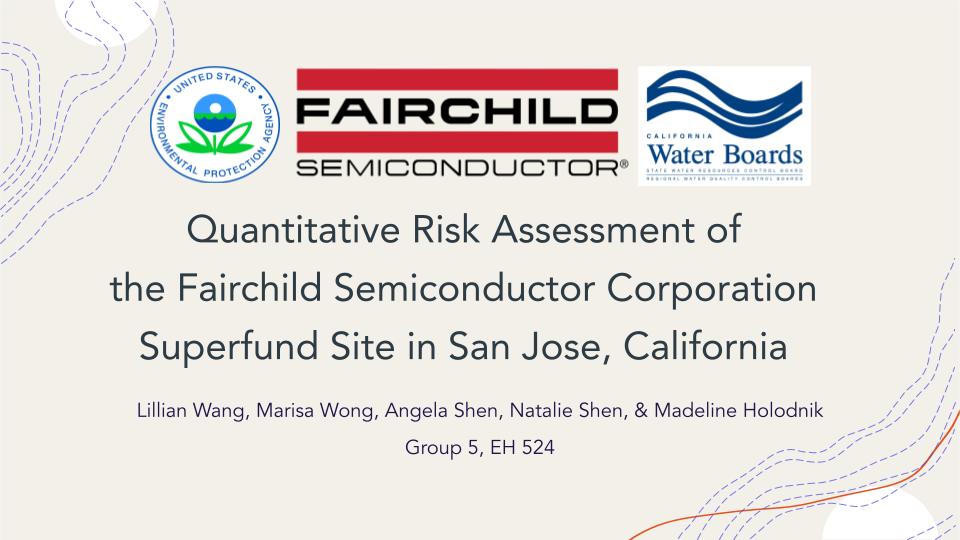 UNITED STATES
ENVIRONMENTAL PROTECTION AGENCY
FAIRCHILD
SEMICONDUCTOR®
CALIFORNIA
Water Boards
STATE WATER RESOURCES CONTROL BOARD
REGIONAL WATER QUALITY CONTROL BOARDS
Quantitative Risk Assessment of
the Fairchild Semiconductor Corporation
Superfund Site in San Jose, California
Lillian Wang, Marisa Wong, Angela Shen, Natalie Shen, & Madeline Holodnik
Group 5, EH 524